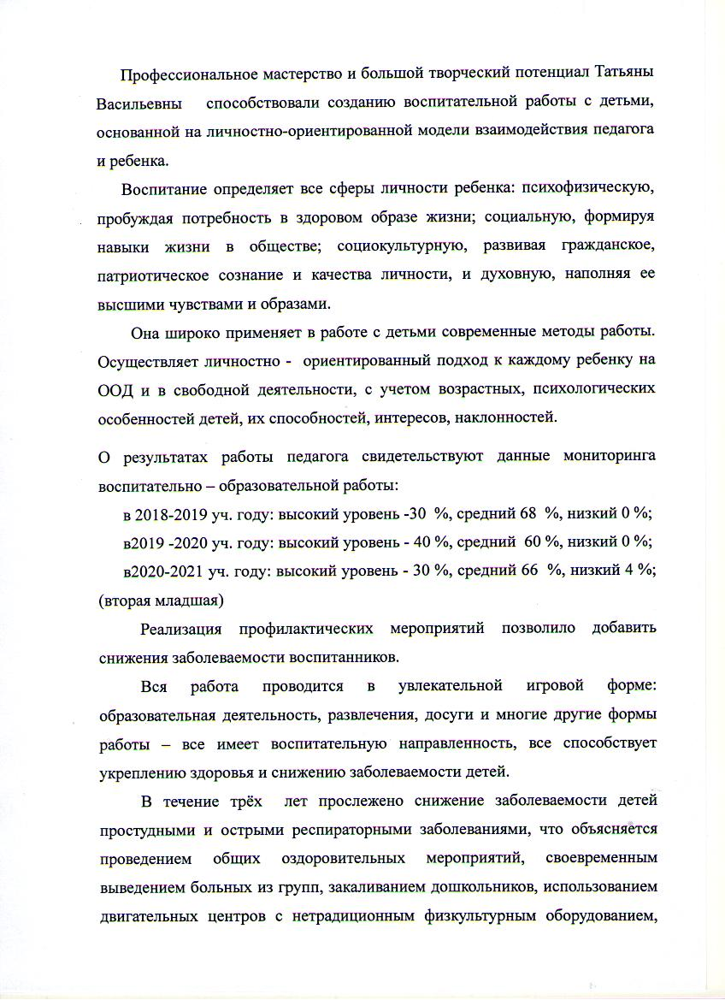 Профессиональное мастерство и большой творческий потенциал Татьяны
Васильевны способствовали созданию воспитательной работы с детьми,
основанной на личностно-ориентированной модели взаимодействия педагога
и ребенка.
Воспитание определяет все сферы личности ребенка: психофизическую,
пробуждая потребность в здоровом образе жизни; социальную, формируя
навыки жизни в обществе; социокультурную, развивая гражданское,
патриотическое сознание и качества личности, и духовную, наполняя ее
высшими чувствами и образами.
Она широко применяет в работе с детьми современные методы работы.
Осуществляет личностно - ориентированный подход к каждому ребенку на
ООД и в свободной деятельности, с учетом возрастных, психологических
особенностей детей, их способностей, интересов, наклонностей.
О результатах работы педагога свидетельствуют данные мониторинга
воспитательно – образовательной работы:
в 2018-2019 уч. году: высокий уровень -30 %, средний 68 %, низкий 0 %;
в2019 -2020 уч. году: высокий уровень - 40 %, средний 60 %, низкий 0 %;
в2020-2021 уч. году: высокий уровень - 30 %, средний 66 %, низкий 4 %;
(вторая младшая)
Реализация профилактических мероприятий позволило добавить
снижения заболеваемости воспитанников.
Вся работа проводится в увлекательной игровой форме:
образовательная деятельность, развлечения, досуги и многие другие формы
работы – все имеет воспитательную направленность, все способствует
укреплению здоровья и снижению заболеваемости детей.
В течение трёх лет прослежено снижение заболеваемости детей
простудными и острыми респираторными заболеваниями, что объясняется
проведением общих оздоровительных мероприятий, своевременным
выведением больных из групп, закаливанием дошкольников, использованием
двигательных центров с нетрадиционным физкультурным оборудованием,